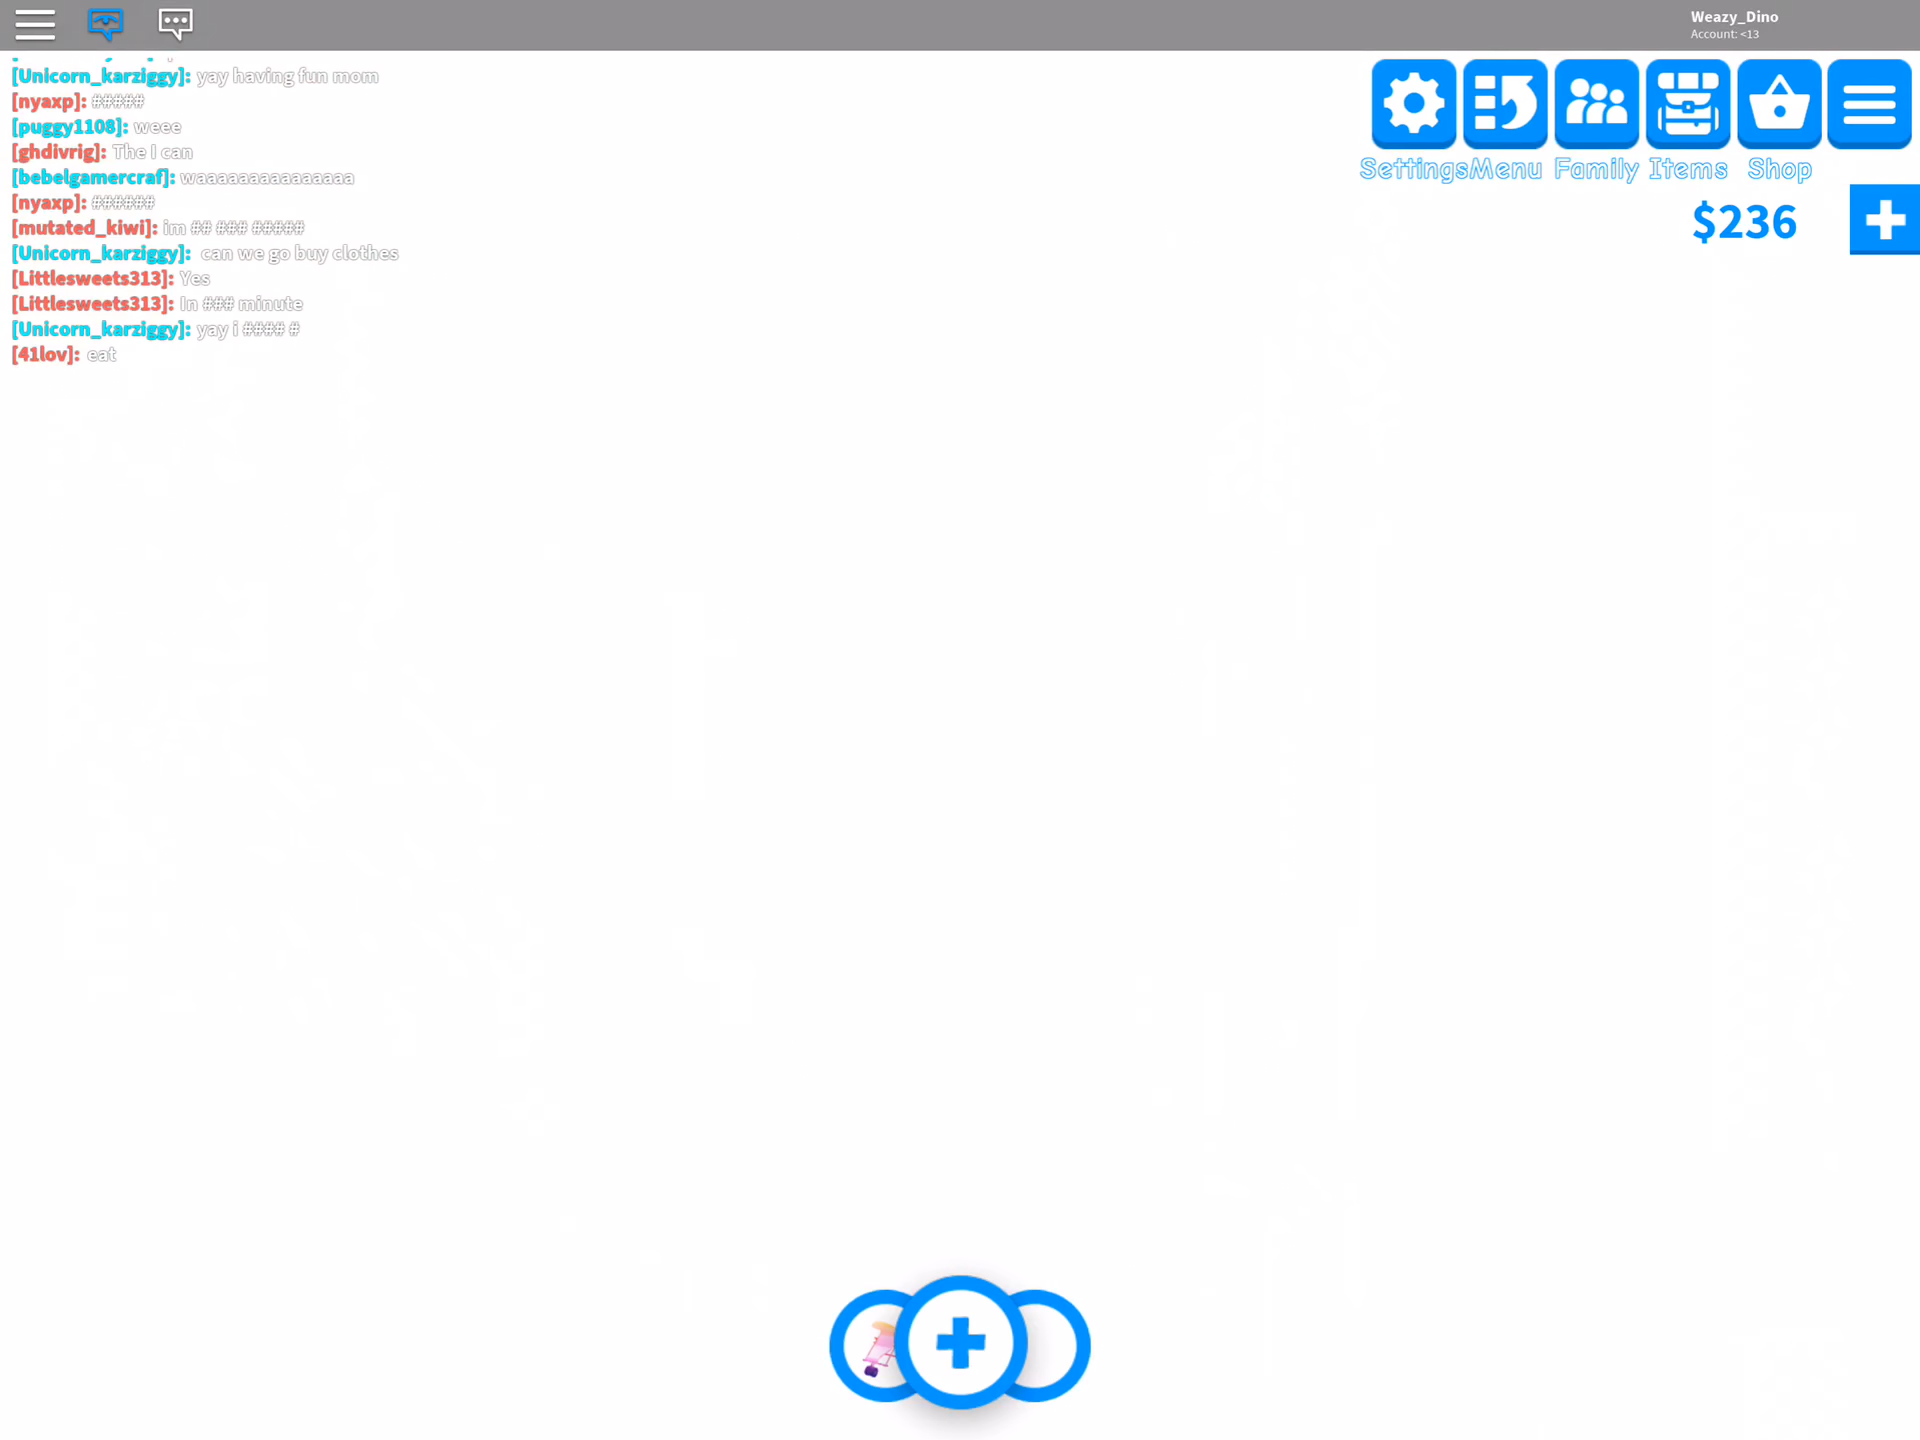 Weazy_Dino
Account: <13
[Unicorn_karziggy]: yay having fun mom
[nyaxp]: #####
[puggy1108]: weee
[ghdivrig]: The I can
[bebelgamercraf]: waaaaaaaaaaaaaaa
[nyaxp]: ######
[mutated_kiwi]: im ## ### #####
[Unicorn_karziggy]: can we go buy clothes
[Littlesweets313]: Yes
[Littlesweets313]: In ### minute
[Unicorn_karziggy]: yay i #### #
[41lov]: eat
Settings Menu Family Items Shop
$236